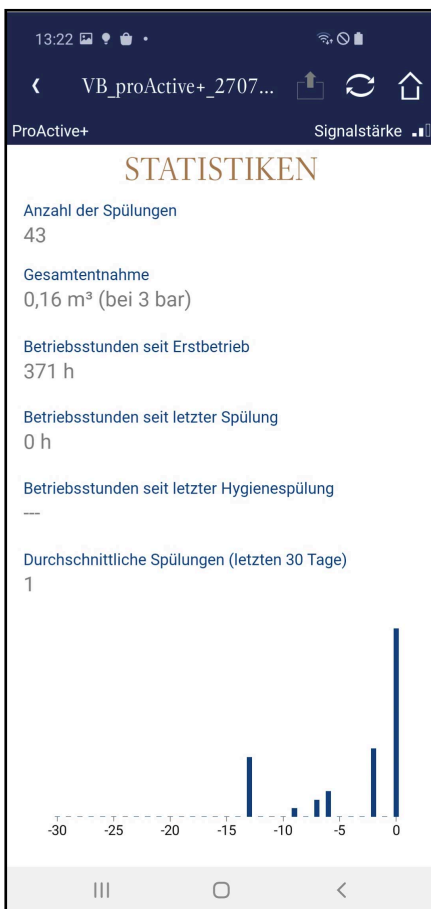 13:22
VB_proActive+_2707...
ProActive+ Signalstärke
STATISTIKEN
Anzahl der Spülungen
43
Gesamtentnahme
0,16 m³ (bei 3 bar)
Betriebsstunden seit Erstbetrieb
371 h
Betriebsstunden seit letzter Spülung
0 h
Betriebsstunden seit letzter Hygienespülung
---
Durchschnittliche Spülungen (letzten 30 Tage)
1
-30 -25 -20 -15 -10 -5 0